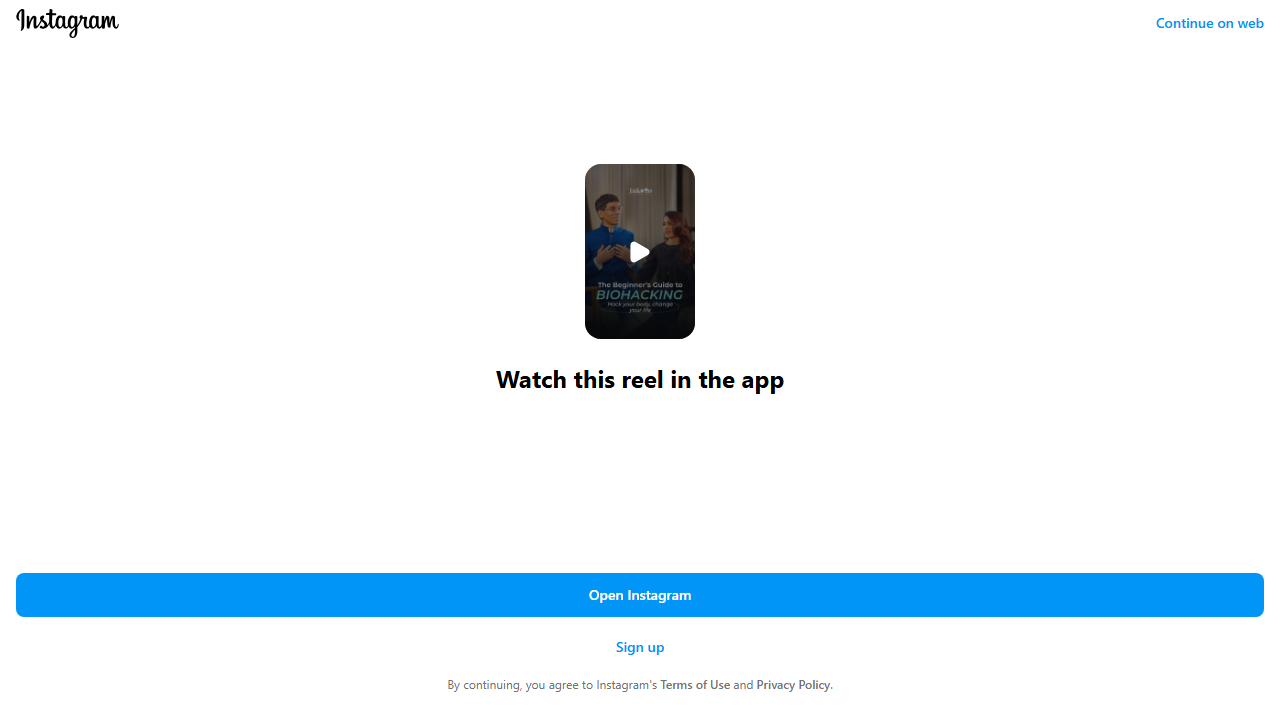 Instagram
Continue on web
The Beginner's Guide to
BIOHACKING
Hack your body, change
your life
Watch this reel in the app
Open Instagram
Sign up
By continuing, you agree to Instagram's Terms of Use and Privacy Policy.